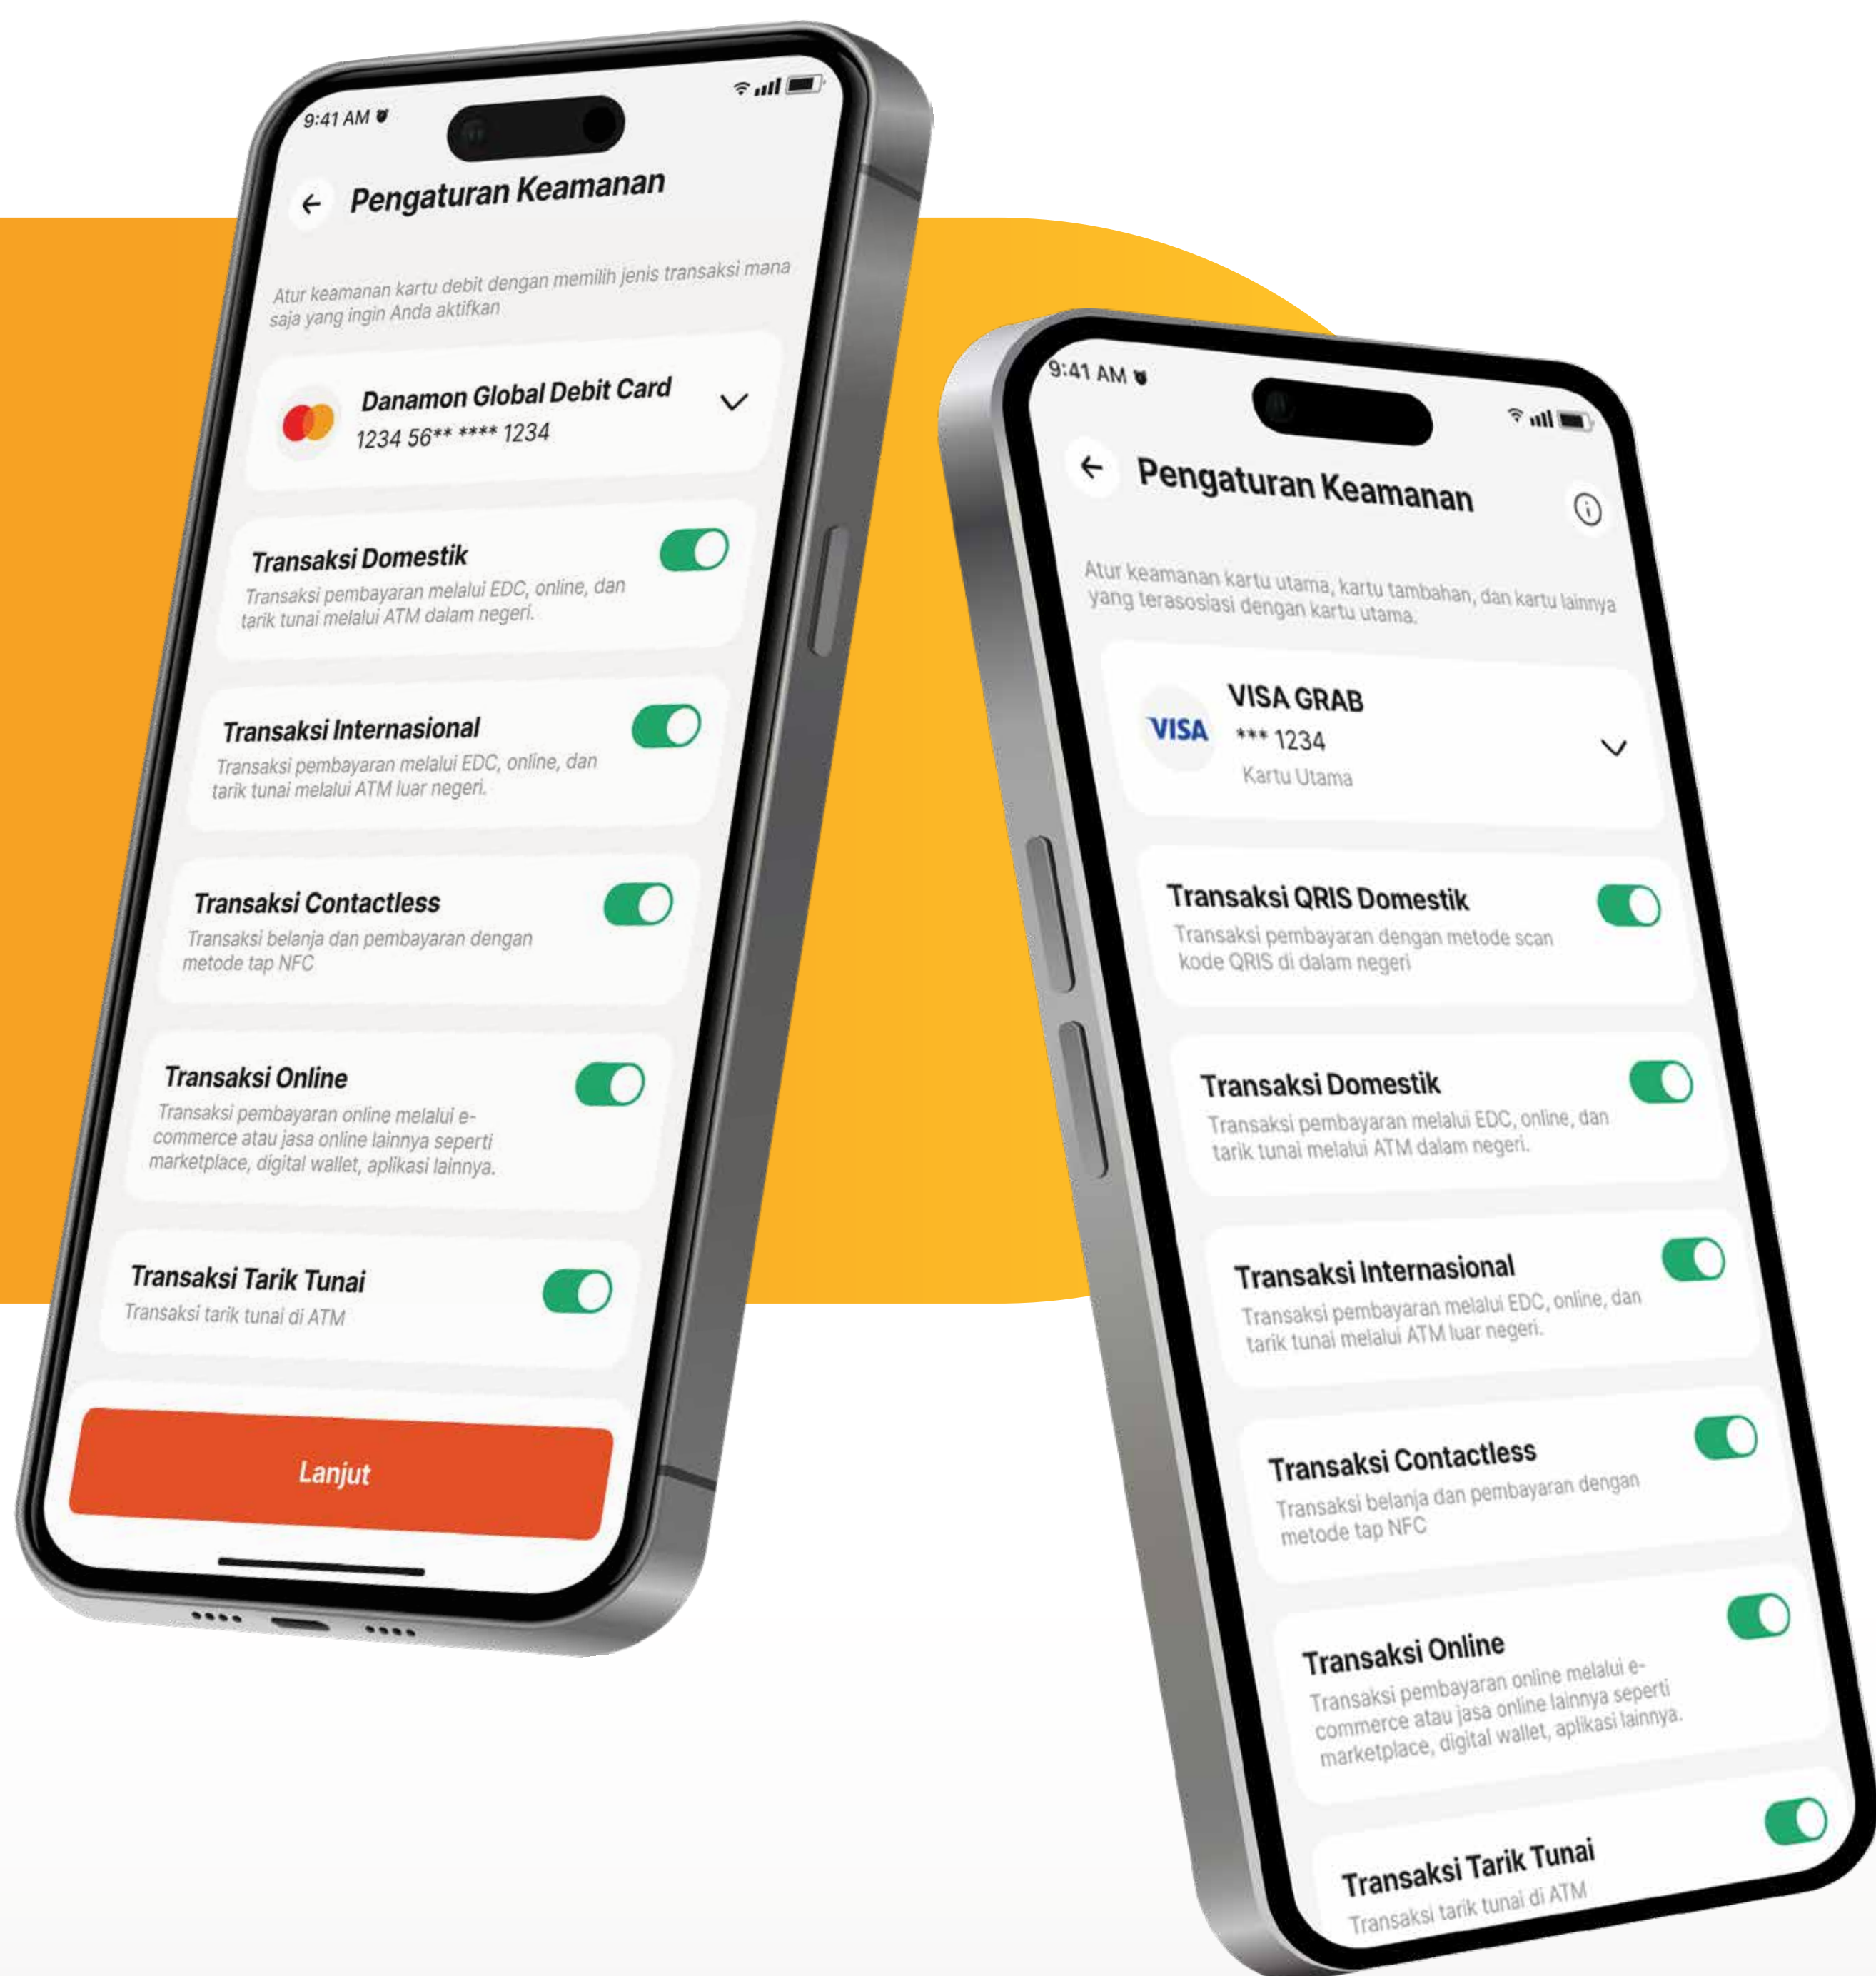 9:41 AM
Pengaturan Keamanan
Atur keamanan kartu debit dengan memilih jenis transaksi mana
saja yang ingin Anda aktifkan
Danamon Global Debit Card
1234 56** **** 1234
Transaksi Domestik
Transaksi pembayaran melalui EDC, online, dan
tarik tunai melalui ATM dalam negeri.
Transaksi Internasional
Transaksi pembayaran melalui EDC, online, dan
tarik tunai melalui ATM luar negeri.
Transaksi Contactless
Transaksi belanja dan pembayaran dengan
metode tap NFC
Transaksi Online
Transaksi pembayaran online melalui e-
commerce atau jasa online lainnya seperti
marketplace, digital wallet, aplikasi lainnya.
Transaksi Tarik Tunai
Transaksi tarik tunai di ATM
Lanjut
9:41 AM
Pengaturan Keamanan
Atur keamanan kartu utama, kartu tambahan, dan kartu lainnya
yang terasosiasi dengan kartu utama.
VISA
VISA GRAB
*** 1234
Kartu Utama
Transaksi QRIS Domestik
Transaksi pembayaran dengan metode scan
kode QRIS di dalam negeri
Transaksi Domestik
Transaksi pembayaran melalui EDC, online, dan
tarik tunai melalui ATM dalam negeri.
Transaksi Internasional
Transaksi pembayaran melalui EDC, online, dan
tarik tunai melalui ATM luar negeri.
Transaksi Contactless
Transaksi belanja dan pembayaran dengan
metode tap NFC
Transaksi Online
Transaksi pembayaran online melalui e-
commerce atau jasa online lainnya seperti
marketplace, digital wallet, aplikasi lainnya.
Transaksi Tarik Tunai
Transaksi tarik tunai di ATM